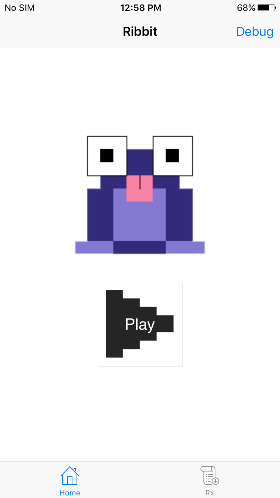 No SIM 12:58 PM 68%
Ribbit Debug
Play
Home Rx